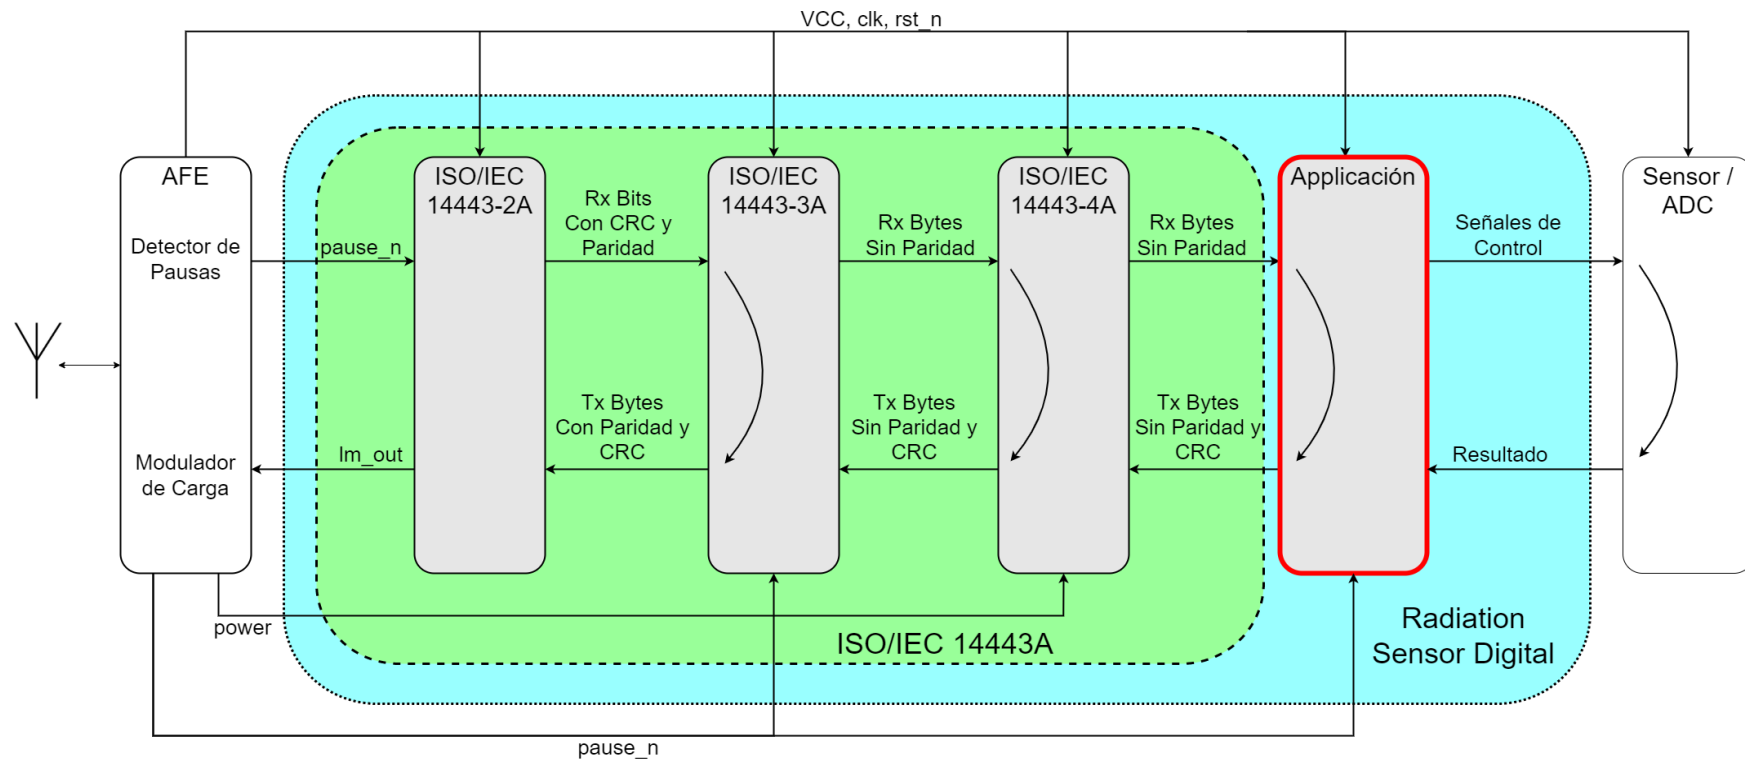 VCC, clk, rst_n
AFE
Detector de
Pausas
Modulador
de Carga
pause_n
lm_out
power
ISO/IEC
14443-2A
Rx Bits
Con CRC y
Paridad
Tx Bytes
Con Paridad y
CRC
ISO/IEC
14443-3A
Rx Bytes
Sin Paridad
Tx Bytes
Sin Paridad y
CRC
ISO/IEC
14443-4A
Rx Bytes
Sin Paridad
Tx Bytes
Sin Paridad y
CRC
Applicación
Señales de
Control
Resultado
Sensor /
ADC
ISO/IEC 14443A
Radiation
Sensor Digital
pause_n